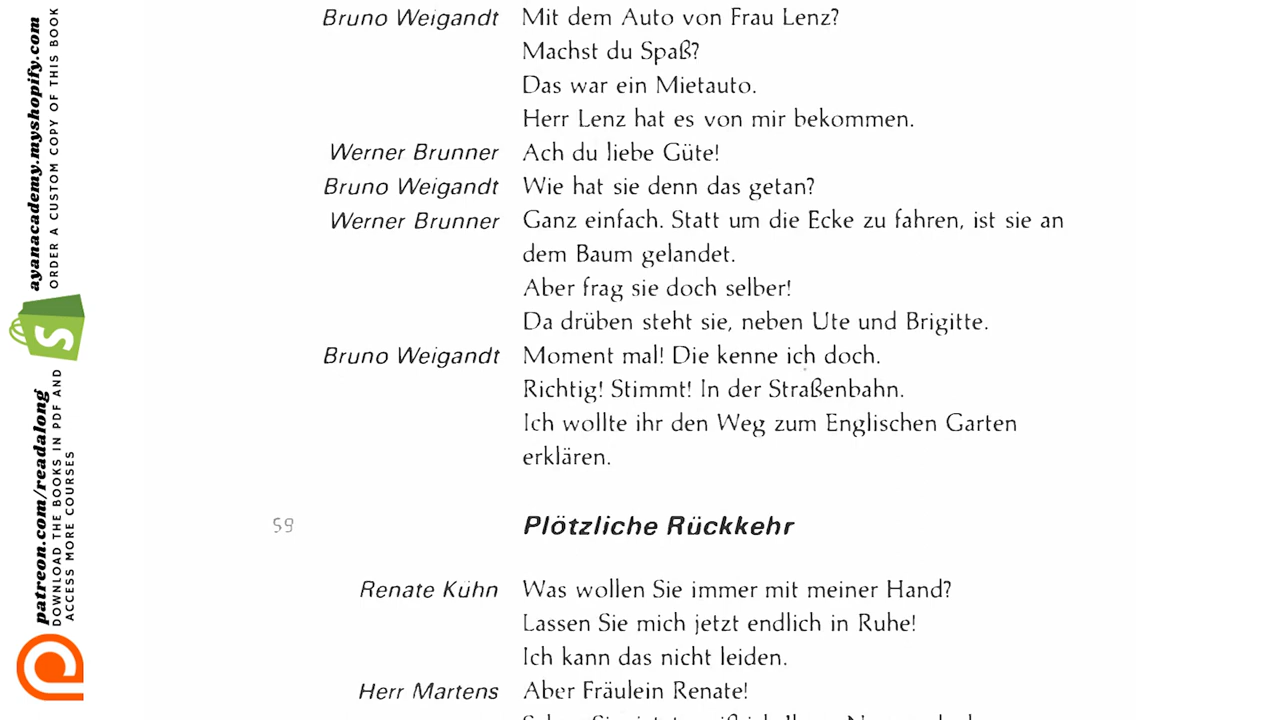 Bruno Weigandt Mit dem Auto von Frau Lenz?
Machst du Spaß?
Das war ein Mietauto.
Herr Lenz hat es von mir bekommen.
Werner Brunner Ach du liebe Güte!
Bruno Weigandt Wie hat sie denn das getan?
Werner Brunner Ganz einfach. Statt um die Ecke zu fahren, ist sie an
dem Baum gelandet.
Aber frag sie doch selber!
Da drüben steht sie, neben Ute und Brigitte.
Bruno Weigandt Moment mal! Die kenne ich doch.
Richtig! Stimmt! In der Straßenbahn.
Ich wollte ihr den Weg zum Englischen Garten
erklären.
59 Plötzliche Rückkehr
Renate Kühn Was wollen Sie immer mit meiner Hand?
Lassen Sie mich jetzt endlich in Ruhe!
Ich kann das nicht leiden.
Herr Martens Aber Fräulein Renate!
ayanacademy.myshopify.com
ORDER A CUSTOM COPY OF THIS BOOK
patreon.com/readalong
DOWNLOAD THE BOOKS IN PDF AND
ACCESS MORE COURSES